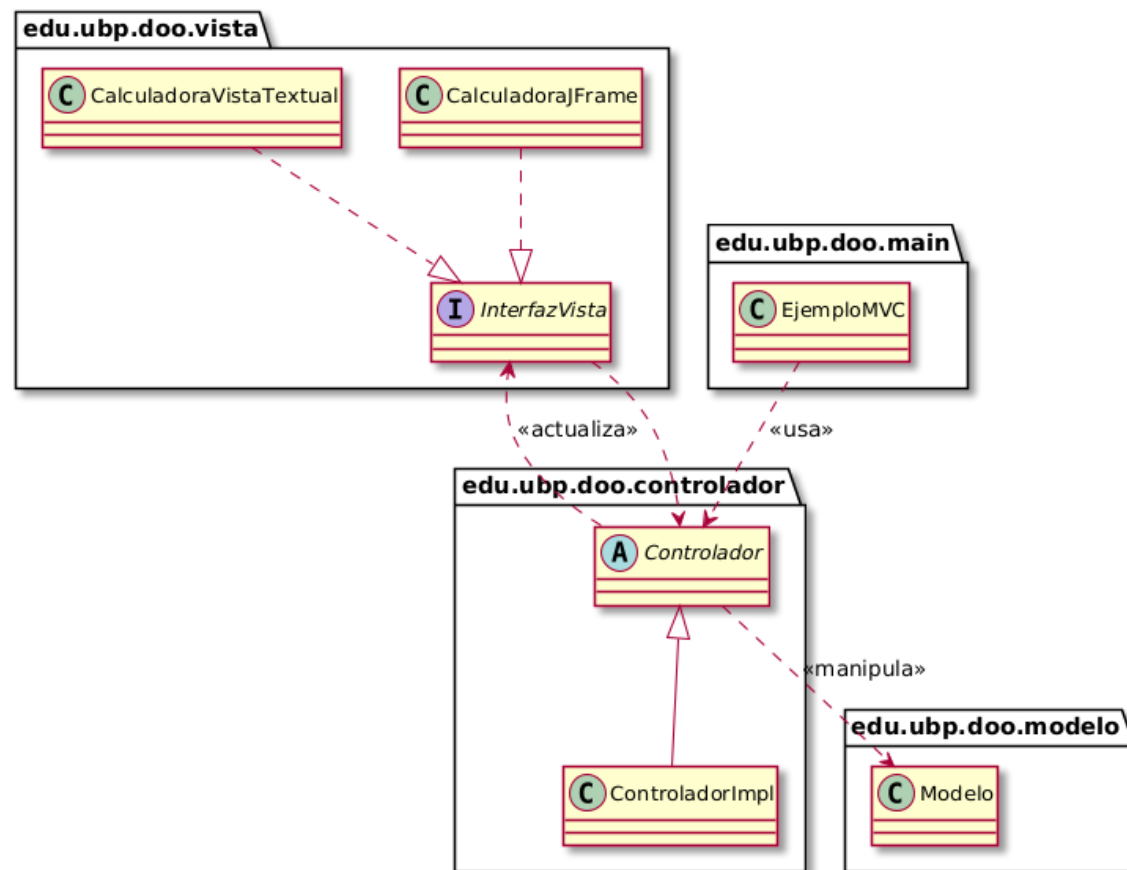 edu.ubp.doo.vista
C CalculadoraVistaTextual
C CalculadoraJFrame
I InterfazVista
edu.ubp.doo.main
C EjemploMVC
«actualiza»
«usa»
edu.ubp.doo.controlador
A Controlador
«manipula»
C ControladorImpl
edu.ubp.doo.modelo
C Modelo